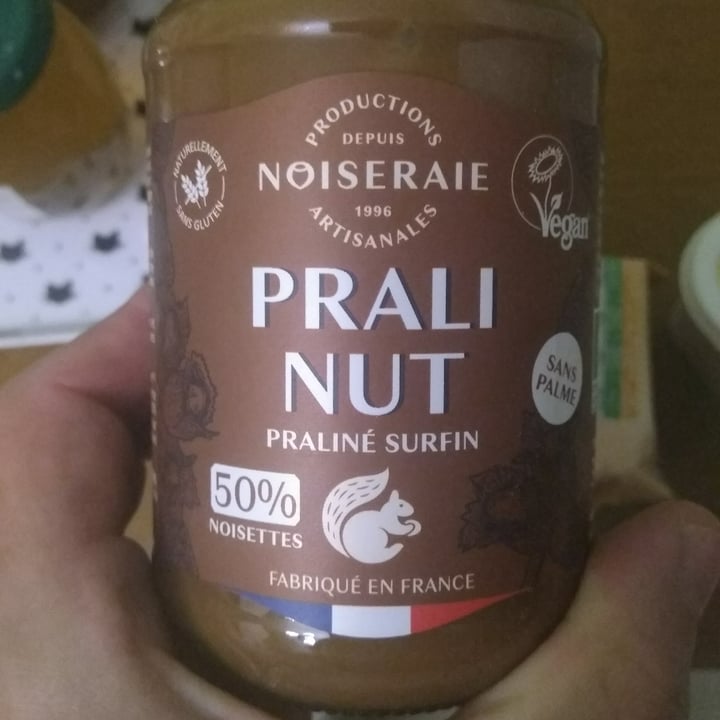 PRODUCTIONS
DEPUIS
NOISERAIE
1996
ARTISANALES
NATURELLEMENT
SANS GLUTEN
Vegan
PRALI
NUT
SANS
PALME
PRALINÉ SURFIN
50%
NOISETTES
FABRIQUÉ EN FRANCE